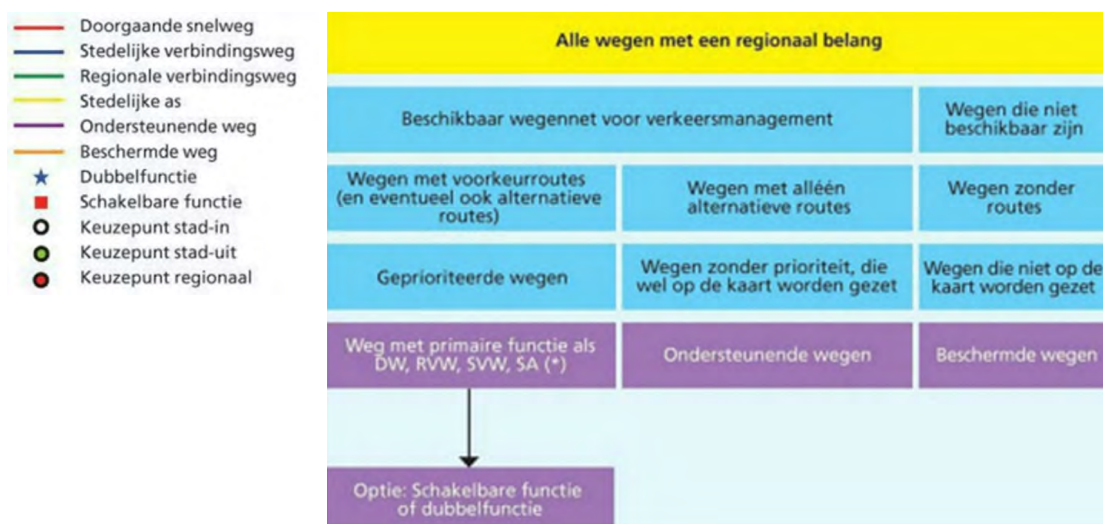 Doorgaande snelweg
Stedelijke verbindingsweg
Regionale verbindingsweg
Stedelijke as
Ondersteunende weg
Beschermde weg
Dubbelfunctie
Schakelbare functie
Keuzepunt stad-in
Keuzepunt stad-uit
Keuzepunt regionaal
Alle wegen met een regionaal belang
Beschikbaar wegennet voor verkeersmanagement
Wegen die niet
beschikbaar zijn
Wegen met voorkeurroutes
(en eventueel ook alternatieve
routes)
Wegen met alléén
alternatieve routes
Wegen zonder
routes
Geprioriteerde wegen
Wegen zonder prioriteit, die
wel op de kaart worden gezet
Wegen die niet op de
kaart worden gezet
Weg met primaire functie als
DW, RVW, SVW, SA (*)
Ondersteunende wegen
Beschermde wegen
Optie: Schakelbare functie
of dubbelfunctie